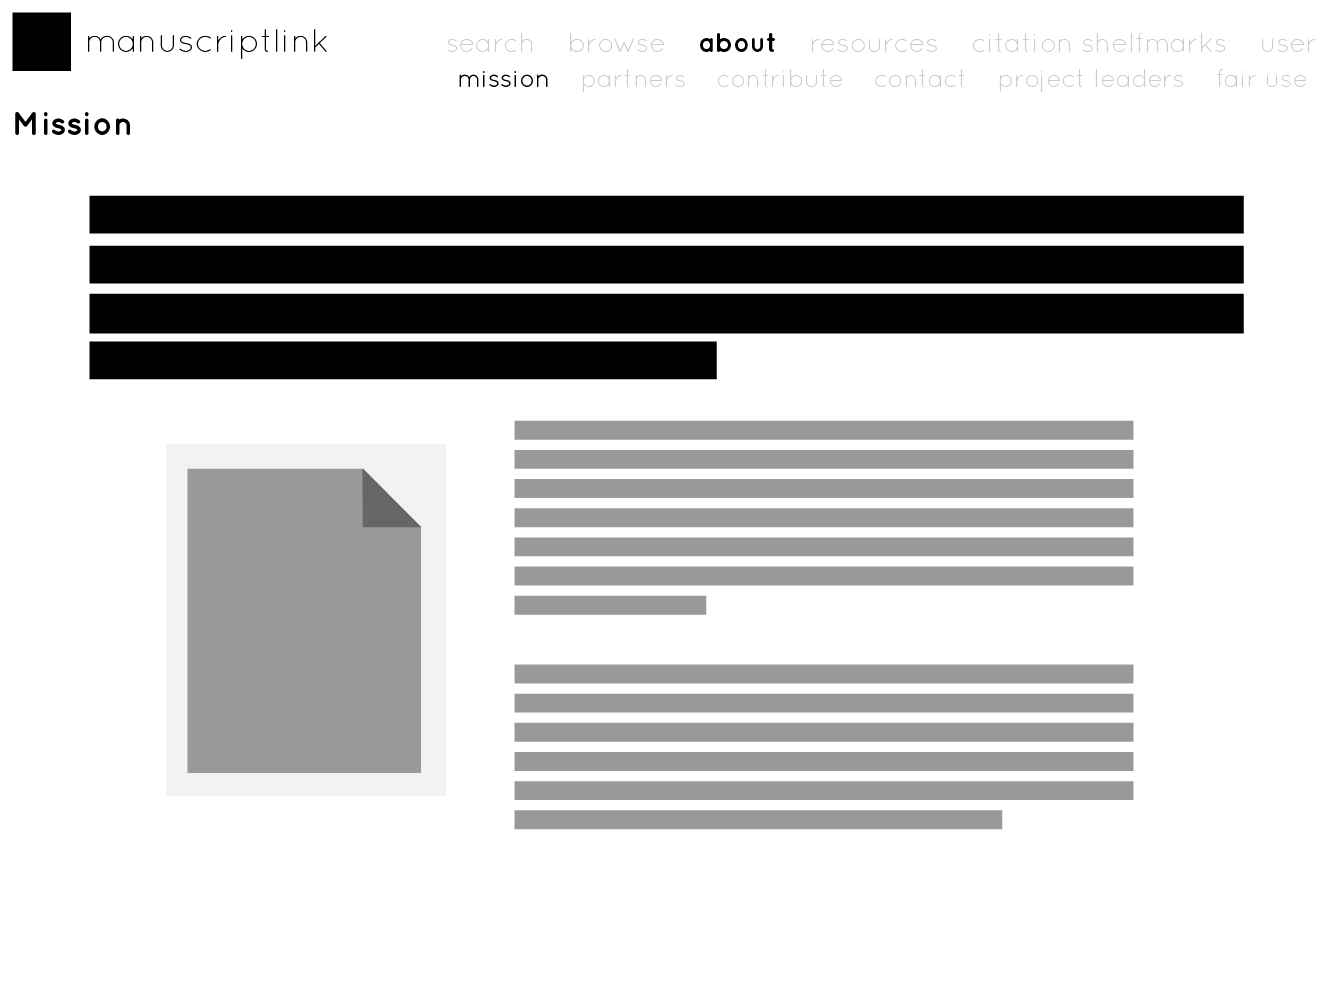 manuscriptlink
search browse about resources citation shelfmarks user
mission partners contribute contact project leaders fair use
Mission